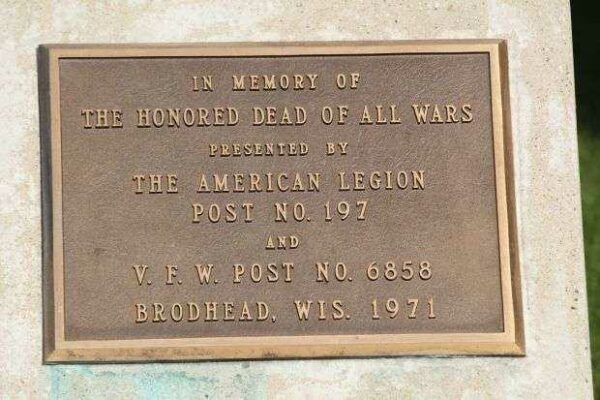 IN MEMORY OF
THE HONORED DEAD OF ALL WARS
PRESENTED BY
THE AMERICAN LEGION
POST NO. 197
AND
V. F. W. POST NO. 6858
BRODHEAD, WIS. 1971